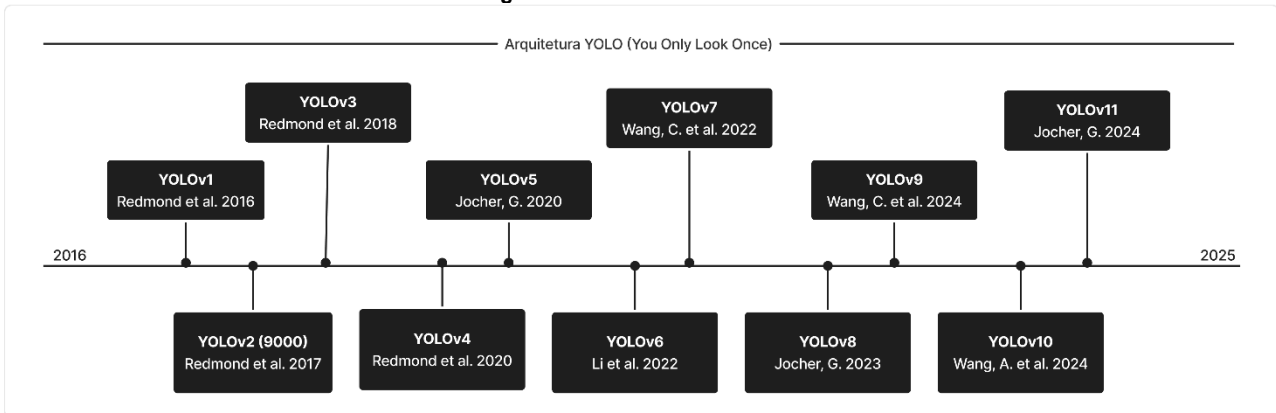 Arquitetura YOLO (You Only Look Once)
YOLOv3
Redmond et al. 2018
YOLOv7
Wang, C. et al. 2022
YOLOv11
Jocher, G. 2024
YOLOv1
Redmond et al. 2016
YOLOv5
Jocher, G. 2020
YOLOv9
Wang, C. et al. 2024
2016
2025
YOLOv2 (9000)
Redmond et al. 2017
YOLOv4
Redmond et al. 2020
YOLOv6
Li et al. 2022
YOLOv8
Jocher, G. 2023
YOLOv10
Wang, A. et al. 2024